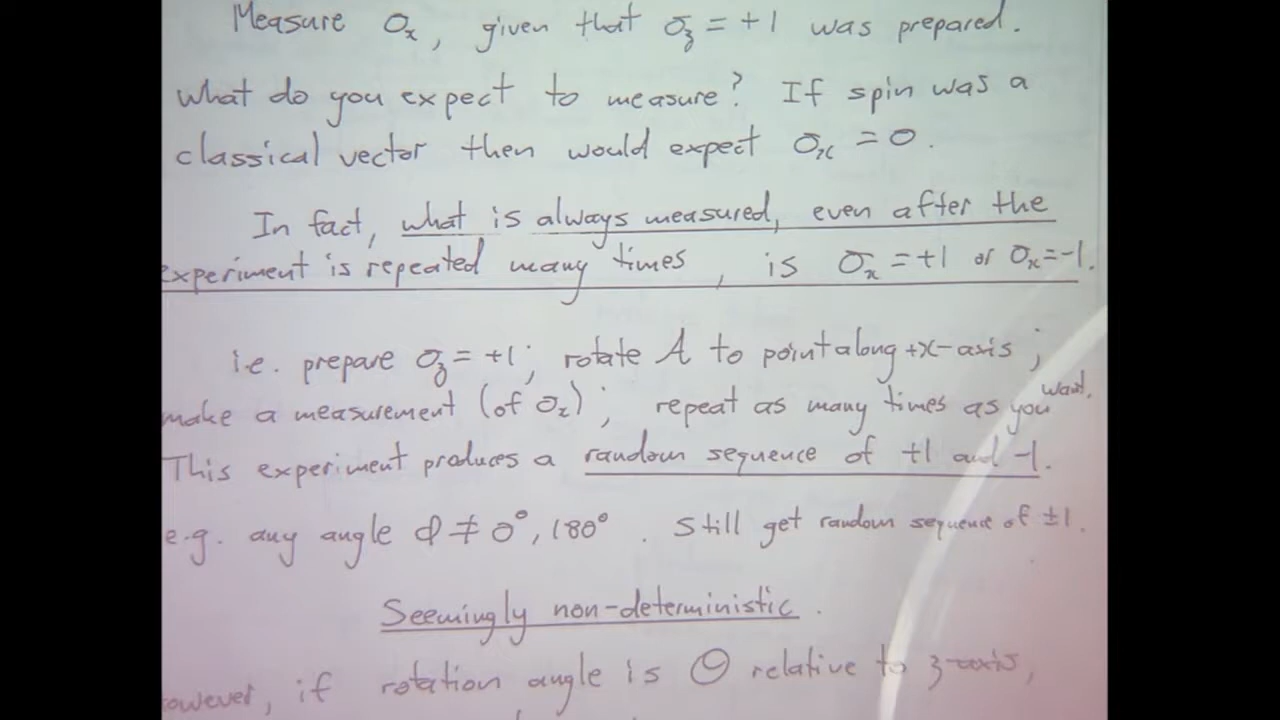 Measure σx, given that σz = +1 was prepared.
What do you expect to measure? If spin was a
classical vector then would expect σx = 0.
In fact, what is always measured, even after the
experiment is repeated many times, is σx = +1 or σx = -1.
i.e. prepare σz = +1; rotate A to point along +x-axis;
make a measurement (of σx); repeat as many times as you want.
This experiment produces a random sequence of +1 and -1.
e.g. any angle Φ ≠ 0°, 180°. Still get random sequence of ±1.
Seemingly non-deterministic.
owever, if rotation angle is Θ relative to z-axis,